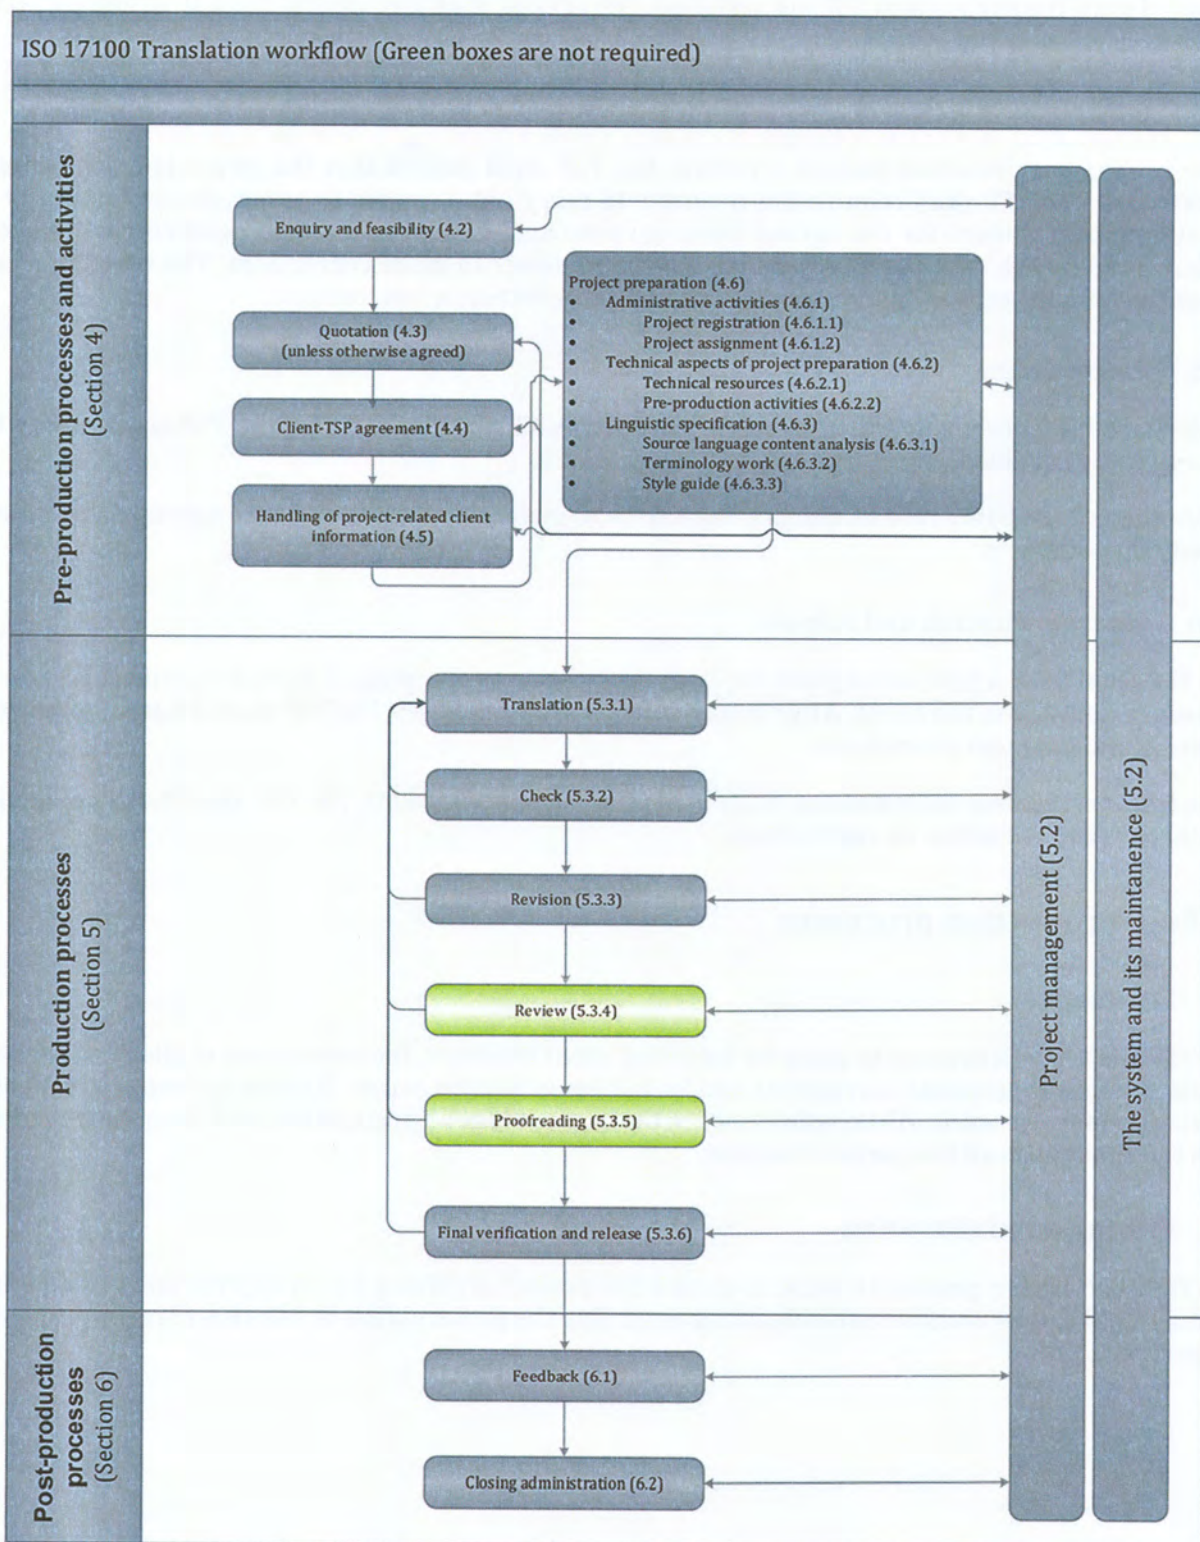 ISO 17100 Translation workflow (Green boxes are not required)
Pre-production processes and activities
(Section 4)
Enquiry and feasibility (4.2)
Quotation (4.3)
(unless otherwise agreed)
Client-TSP agreement (4.4)
Handling of project-related client
information (4.5)
Project preparation (4.6)
• Administrative activities (4.6.1)
• Project registration (4.6.1.1)
• Project assignment (4.6.1.2)
• Technical aspects of project preparation (4.6.2)
• Technical resources (4.6.2.1)
• Pre-production activities (4.6.2.2)
• Linguistic specification (4.6.3)
• Source language content analysis (4.6.3.1)
• Terminology work (4.6.3.2)
• Style guide (4.6.3.3)
Production processes
(Section 5)
Translation (5.3.1)
Check (5.3.2)
Revision (5.3.3)
Review (5.3.4)
Proofreading (5.3.5)
Final verification and release (5.3.6)
Post-production
processes
(Section 6)
Feedback (6.1)
Closing administration (6.2)
Project management (5.2)
The system and its maintanence (5.2)